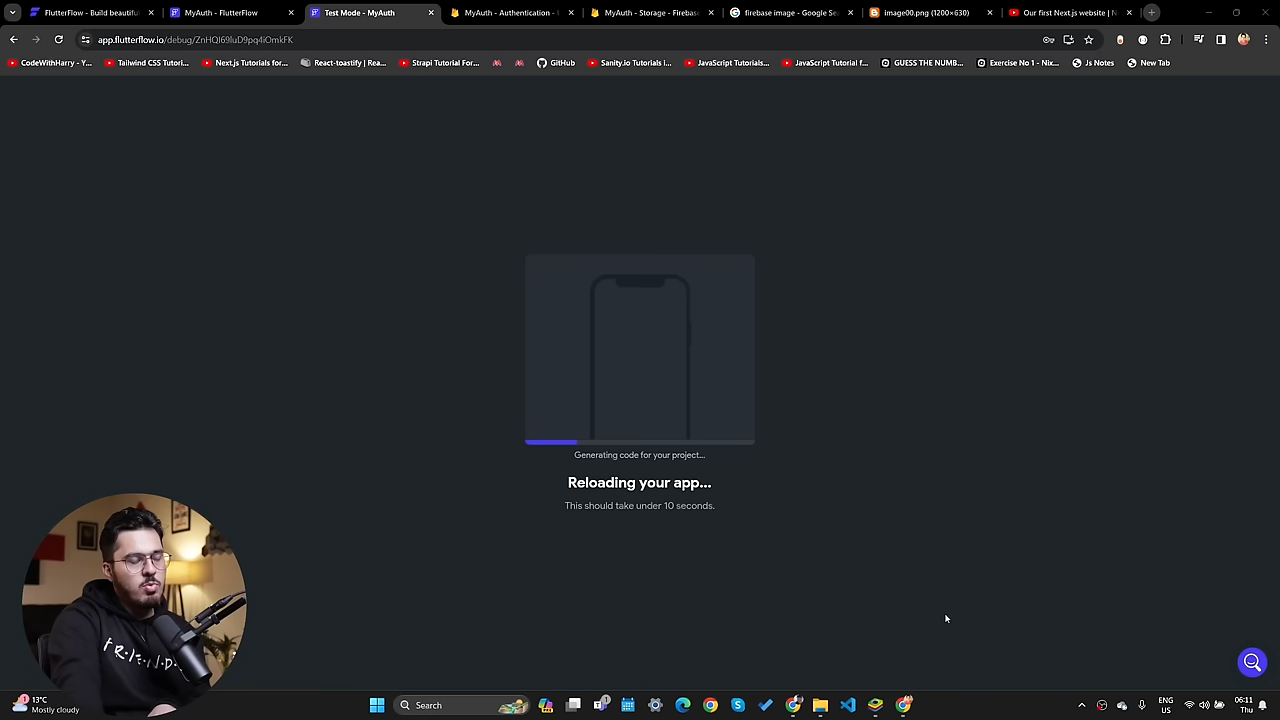 FlutterFlow - Build beautiful
MyAuth - FlutterFlow
Test Mode - MyAuth
MyAuth - Authentication -
MyAuth - Storage - Firebase
firebase image - Google Se
image00.png (1200×630)
Our first Next.js website | N
app.flutterflow.io/debug/ZnHQI69luD9pq4iOmkFK
CodeWithHarry - Y...
Tailwind CSS Tutori...
Next.js Tutorials for...
React-toastify | Rea...
Strapi Tutorial For...
GitHub
Sanity.io Tutorials |...
JavaScript Tutorials...
JavaScript Tutorial f...
GUESS THE NUMB...
Exercise No 1 - Nix...
Js Notes
New Tab
Generating code for your project...
Reloading your app...
This should take under 10 seconds.
F·R·I·E·N·D·
1
13°C
Mostly cloudy
Search
1
ENG
US
06:11
Thu